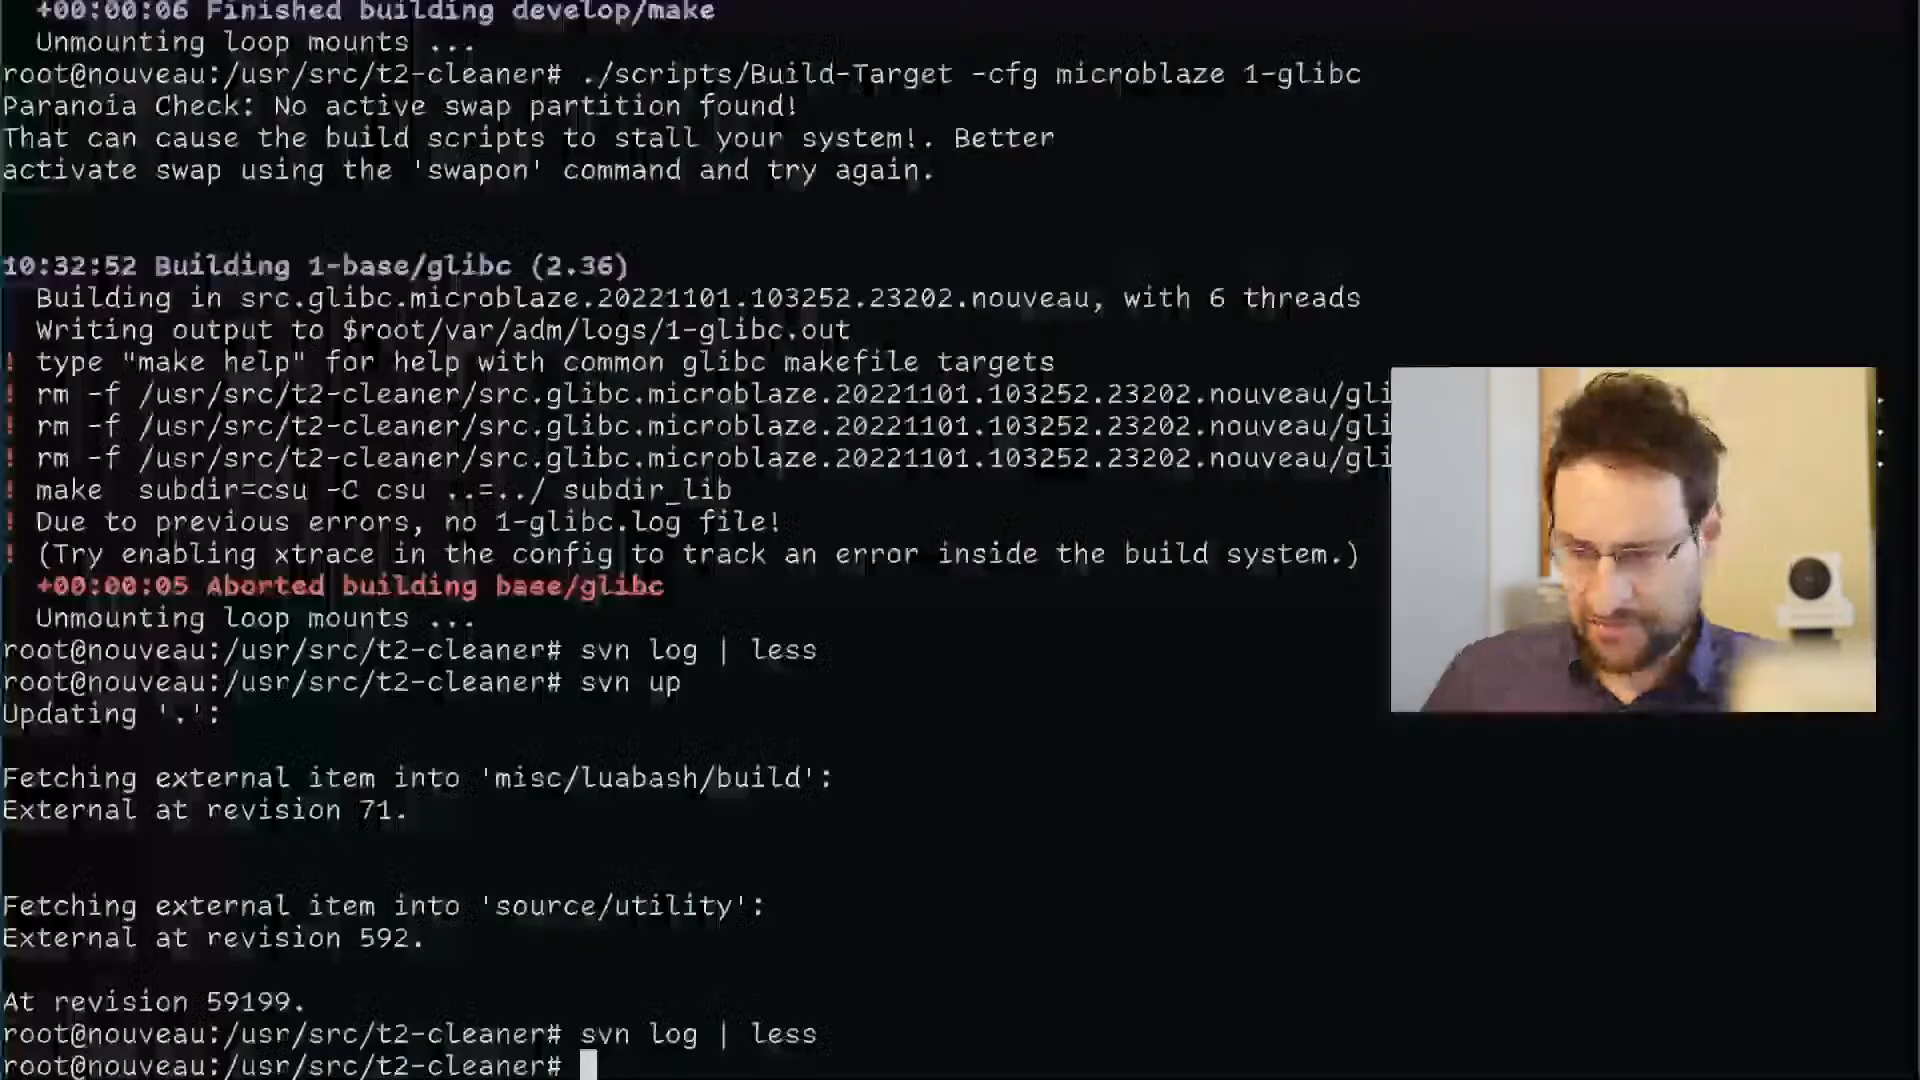 +00:00:06 Finished building develop/make
Unmounting loop mounts ...
root@nouveau:/usr/src/t2-cleaner# ./scripts/Build-Target -cfg microblaze 1-glibc
Paranoia Check: No active swap partition found!
That can cause the build scripts to stall your system!. Better
activate swap using the 'swapon' command and try again.
10:32:52 Building 1-base/glibc (2.36)
Building in src.glibc.microblaze.20221101.103252.23202.nouveau, with 6 threads
Writing output to $root/var/adm/logs/1-glibc.out
! type "make help" for help with common glibc makefile targets
! rm -f /usr/src/t2-cleaner/src.glibc.microblaze.20221101.103252.23202.nouveau/gli
! rm -f /usr/src/t2-cleaner/src.glibc.microblaze.20221101.103252.23202.nouveau/gli
! rm -f /usr/src/t2-cleaner/src.glibc.microblaze.20221101.103252.23202.nouveau/gli
! make  subdir=csu -C csu ..=../ subdir_lib
! Due to previous errors, no 1-glibc.log file!
! (Try enabling xtrace in the config to track an error inside the build system.)
+00:00:05 Aborted building base/glibc
Unmounting loop mounts ...
root@nouveau:/usr/src/t2-cleaner# svn log | less
root@nouveau:/usr/src/t2-cleaner# svn up
Updating '.':
Fetching external item into 'misc/luabash/build':
External at revision 71.
Fetching external item into 'source/utility':
External at revision 592.
At revision 59199.
root@nouveau:/usr/src/t2-cleaner# svn log | less
root@nouveau:/usr/src/t2-cleaner#